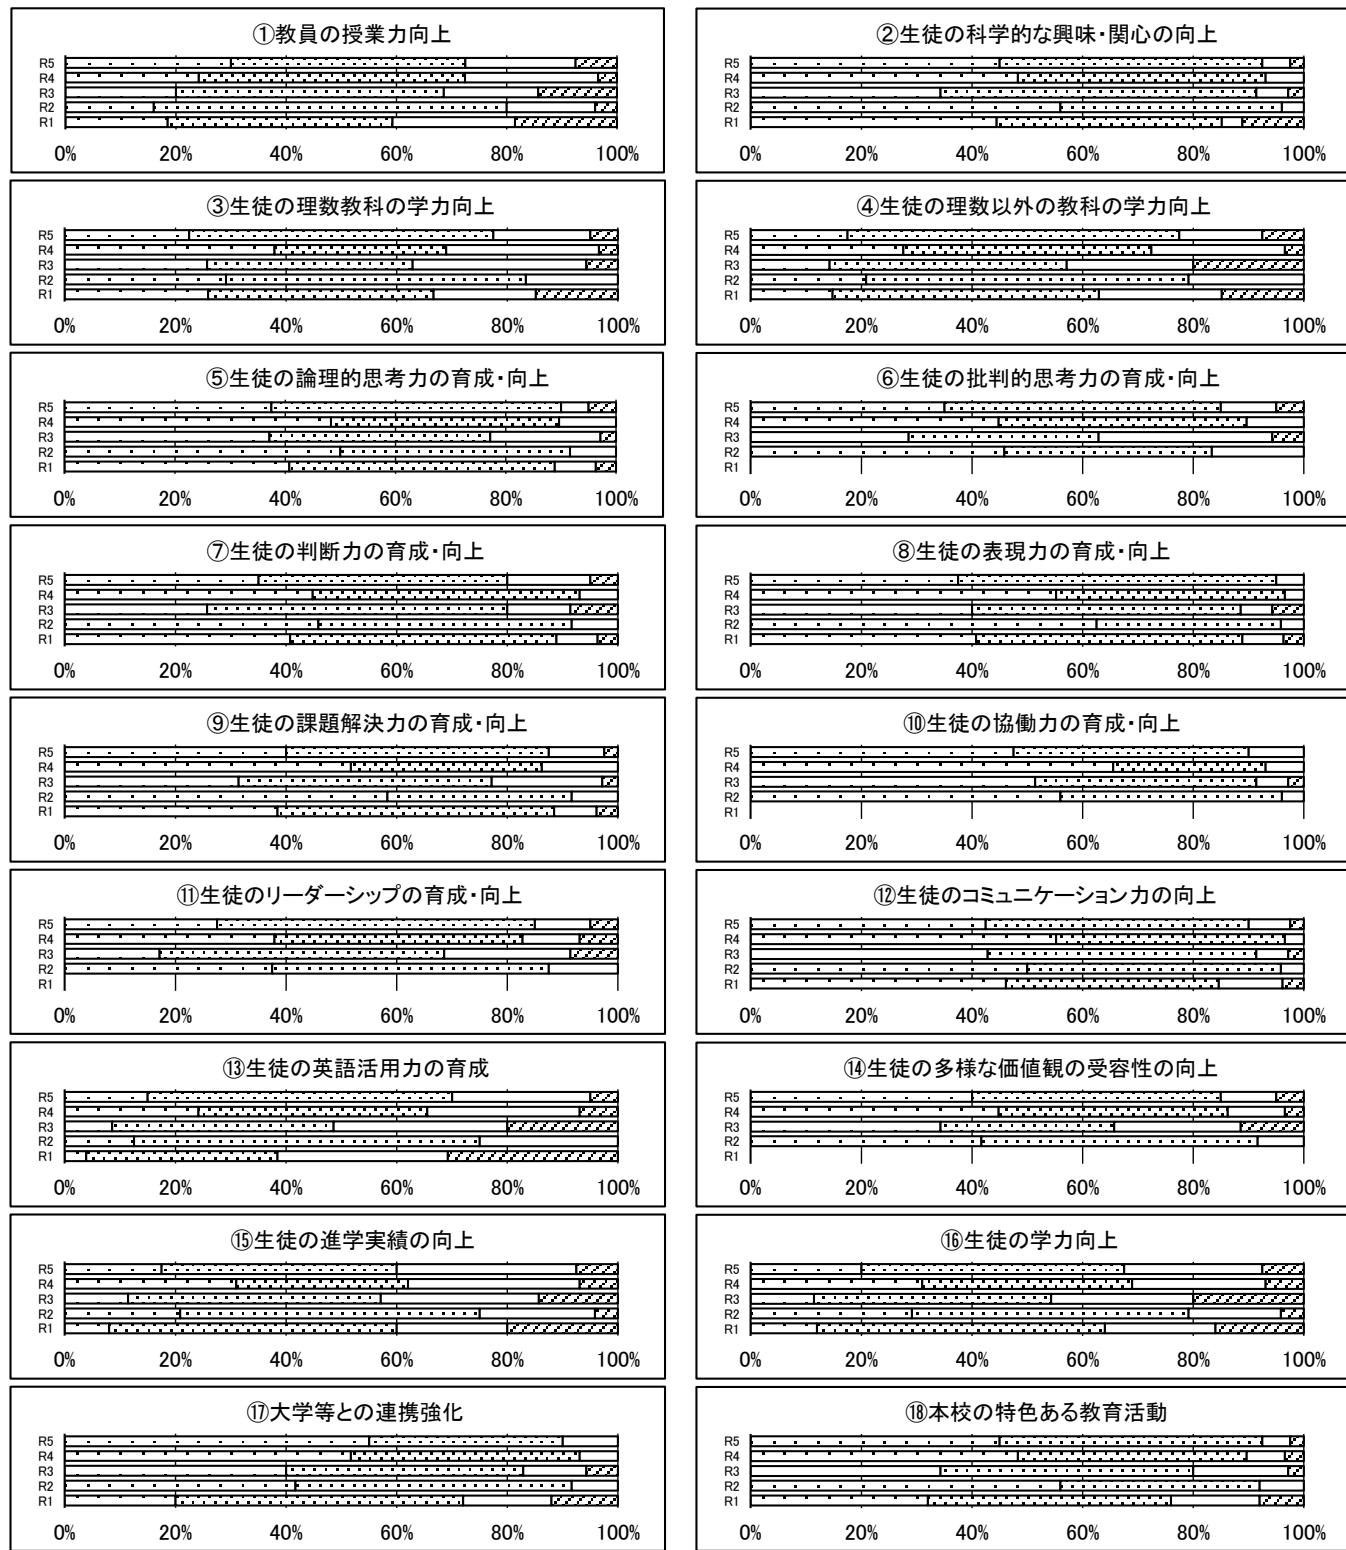 ①教員の授業力向上
R5
R4
R3
R2
R1
0% 20% 40% 60% 80% 100%
②生徒の科学的な興味・関心の向上
R5
R4
R3
R2
R1
0% 20% 40% 60% 80% 100%
③生徒の理数教科の学力向上
R5
R4
R3
R2
R1
0% 20% 40% 60% 80% 100%
④生徒の理数以外の教科の学力向上
R5
R4
R3
R2
R1
0% 20% 40% 60% 80% 100%
⑤生徒の論理的思考力の育成・向上
R5
R4
R3
R2
R1
0% 20% 40% 60% 80% 100%
⑥生徒の批判的思考力の育成・向上
R5
R4
R3
R2
R1
0% 20% 40% 60% 80% 100%
⑦生徒の判断力の育成・向上
R5
R4
R3
R2
R1
0% 20% 40% 60% 80% 100%
⑧生徒の表現力の育成・向上
R5
R4
R3
R2
R1
0% 20% 40% 60% 80% 100%
⑨生徒の課題解決力の育成・向上
R5
R4
R3
R2
R1
0% 20% 40% 60% 80% 100%
⑩生徒の協働力の育成・向上
R5
R4
R3
R2
R1
0% 20% 40% 60% 80% 100%
⑪生徒のリーダーシップの育成・向上
R5
R4
R3
R2
R1
0% 20% 40% 60% 80% 100%
⑫生徒のコミュニケーション力の向上
R5
R4
R3
R2
R1
0% 20% 40% 60% 80% 100%
⑬生徒の英語活用力の育成
R5
R4
R3
R2
R1
0% 20% 40% 60% 80% 100%
⑭生徒の多様な価値観の受容性の向上
R5
R4
R3
R2
R1
0% 20% 40% 60% 80% 100%
⑮生徒の進学実績の向上
R5
R4
R3
R2
R1
0% 20% 40% 60% 80% 100%
⑯生徒の学力向上
R5
R4
R3
R2
R1
0% 20% 40% 60% 80% 100%
⑰大学等との連携強化
R5
R4
R3
R2
R1
0% 20% 40% 60% 80% 100%
⑱本校の特色ある教育活動
R5
R4
R3
R2
R1
0% 20% 40% 60% 80% 100%